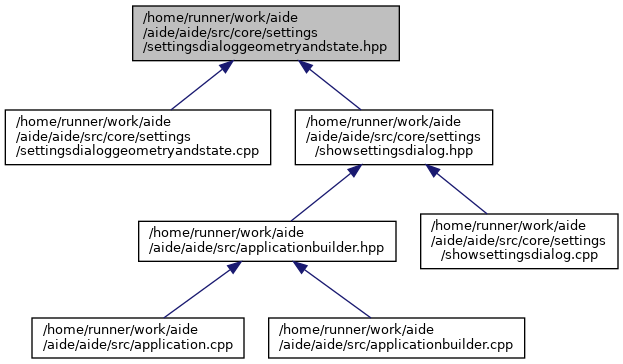 /home/runner/work/aide
/aide/aide/src/core/settings
/settingsdialoggeometryandstate.hpp
/home/runner/work/aide
/aide/aide/src/core/settings
/settingsdialoggeometryandstate.cpp
/home/runner/work/aide
/aide/aide/src/core/settings
/showsettingsdialog.hpp
/home/runner/work/aide
/aide/aide/src/applicationbuilder.hpp
/home/runner/work/aide
/aide/aide/src/core/settings
/showsettingsdialog.cpp
/home/runner/work/aide
/aide/aide/src/application.cpp
/home/runner/work/aide
/aide/aide/src/applicationbuilder.cpp